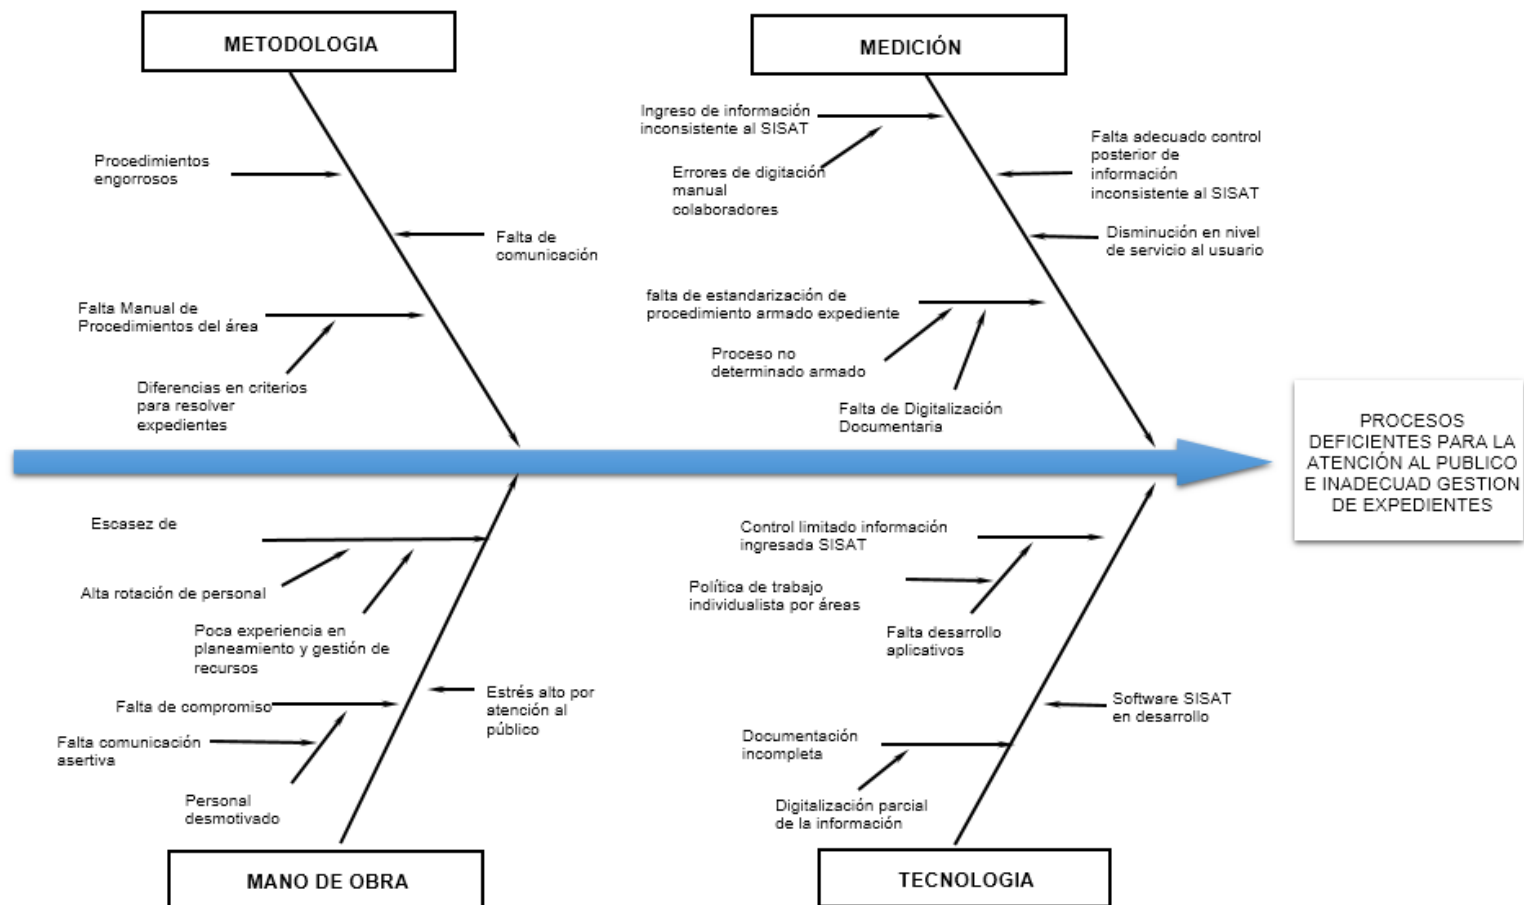 METODOLOGIA
MEDICIÓN
Ingreso de información
inconsistente al SISAT
Errores de digitación
manual
colaboradores
Falta adecuado control
posterior de
información
inconsistente al SISAT
Procedimientos
engorrosos
Falta de
comunicación
Disminución en nivel
de servicio al usuario
Falta Manual de
Procedimientos del área
falta de estandarización de
procedimiento armado expediente
Proceso no
determinado armado
Diferencias en criterios
para resolver
expedientes
Falta de Digitalización
Documentaria
PROCESOS
DEFICIENTES PARA LA
ATENCIÓN AL PUBLICO
E INADECUAD GESTION
DE EXPEDIENTES
Escasez de
Alta rotación de personal
Poca experiencia en
planeamiento y gestión de
recursos
Falta de compromiso
Falta comunicación
asertiva
Personal
desmotivado
Estrés alto por
atención al
público
Control limitado información
ingresada SISAT
Política de trabajo
individualista por áreas
Falta desarrollo
aplicativos
Software SISAT
en desarrollo
Documentación
incompleta
Digitalización parcial
de la información
MANO DE OBRA
TECNOLOGIA